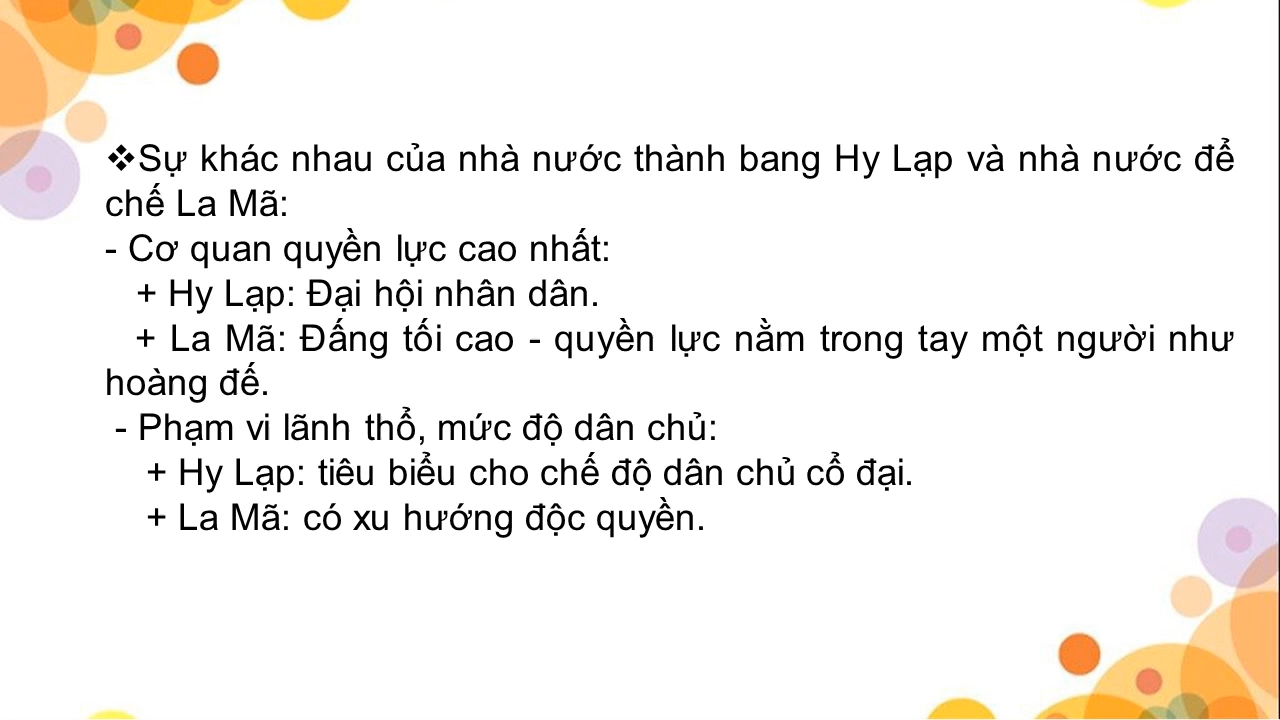 ❖Sự khác nhau của nhà nước thành bang Hy Lạp và nhà nước để
chế La Mã:
- Cơ quan quyền lực cao nhất:
+ Hy Lạp: Đại hội nhân dân.
+ La Mã: Đấng tối cao - quyền lực nằm trong tay một người như
hoàng đế.
- Phạm vi lãnh thổ, mức độ dân chủ:
+ Hy Lạp: tiêu biểu cho chế độ dân chủ cổ đại.
+ La Mã: có xu hướng độc quyền.